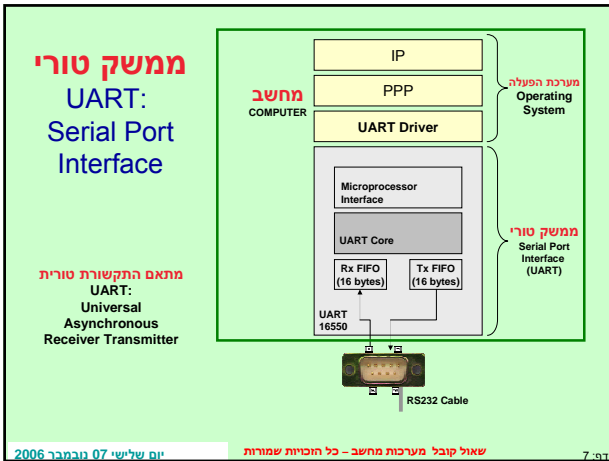 ממשק טורי
UART:
Serial Port
Interface
מתאם התקשורת טורית
UART:
Universal
Asynchronous
Receiver Transmitter
מחשב
COMPUTER
IP
PPP
UART Driver
מערכת הפעלה
Operating
System
Microprocessor
Interface
UART Core
Rx FIFO
(16 bytes)
Tx FIFO
(16 bytes)
UART
16550
ממשק טורי
Serial Port
Interface
(UART)
RS232 Cable
יום שלישי 07 נובמבר 2006
שאול קובל מערכות מחשב – כל הזכויות שמורות
דף: 7